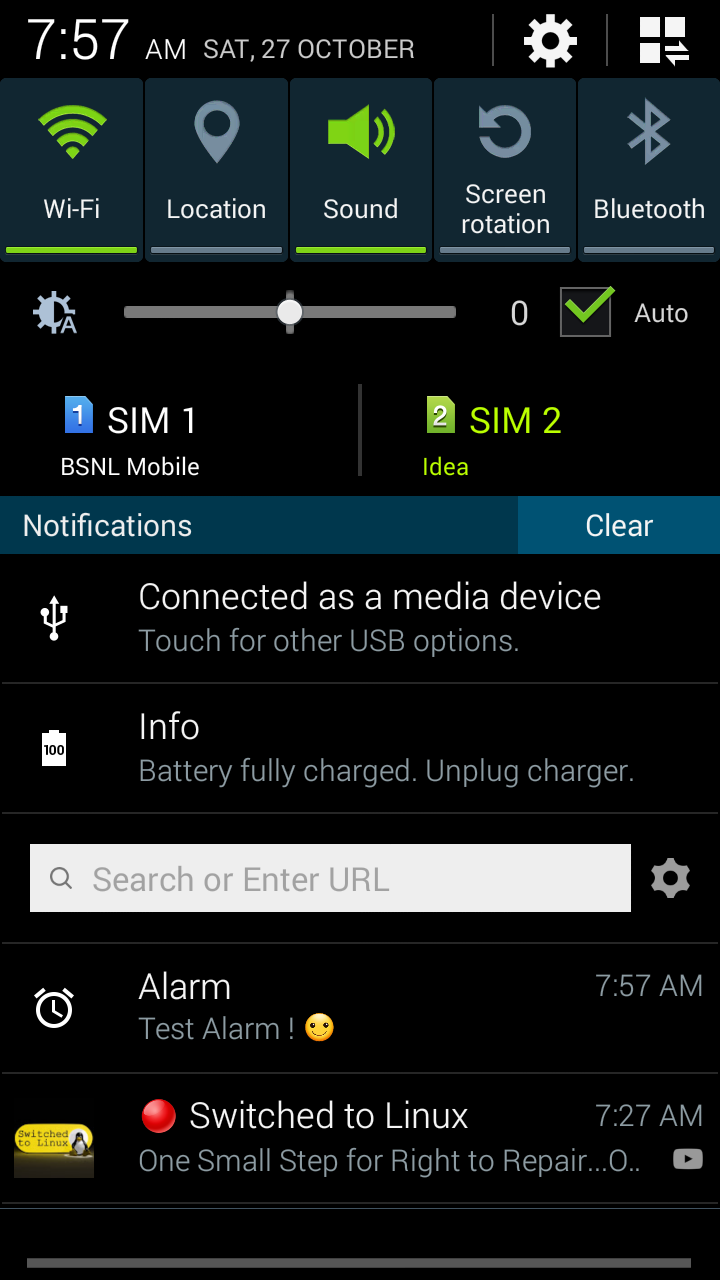 7:57 AM SAT, 27 OCTOBER
Wi-Fi
Location
Sound
Screen
rotation
Bluetooth
A
0
Auto
1 SIM 1
BSNL Mobile
2 SIM 2
Idea
Notifications
Clear
Connected as a media device
Touch for other USB options.
Info
100
Battery fully charged. Unplug charger.
Search or Enter URL
Alarm
7:57 AM
Test Alarm ! 🙂
🔴 Switched to Linux
7:27 AM
Switched
to Linux
One Small Step for Right to Repair...O..